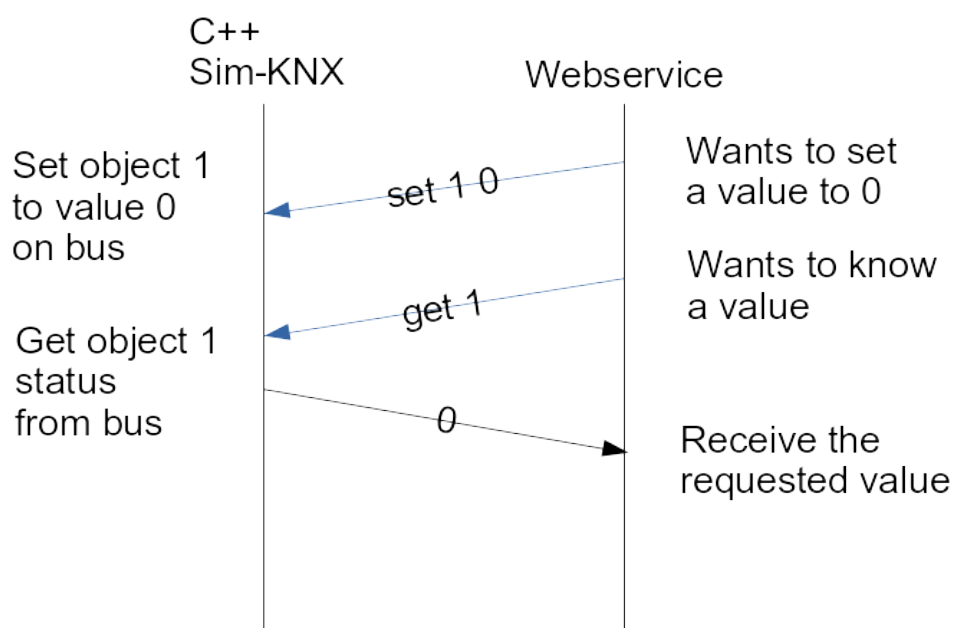 C++
Sim-KNX
Webservice
Set object 1
to value 0
on bus
set 1 0
Wants to set
a value to 0
Wants to know
a value
get 1
Get object 1
status
from bus
0
Receive the
requested value